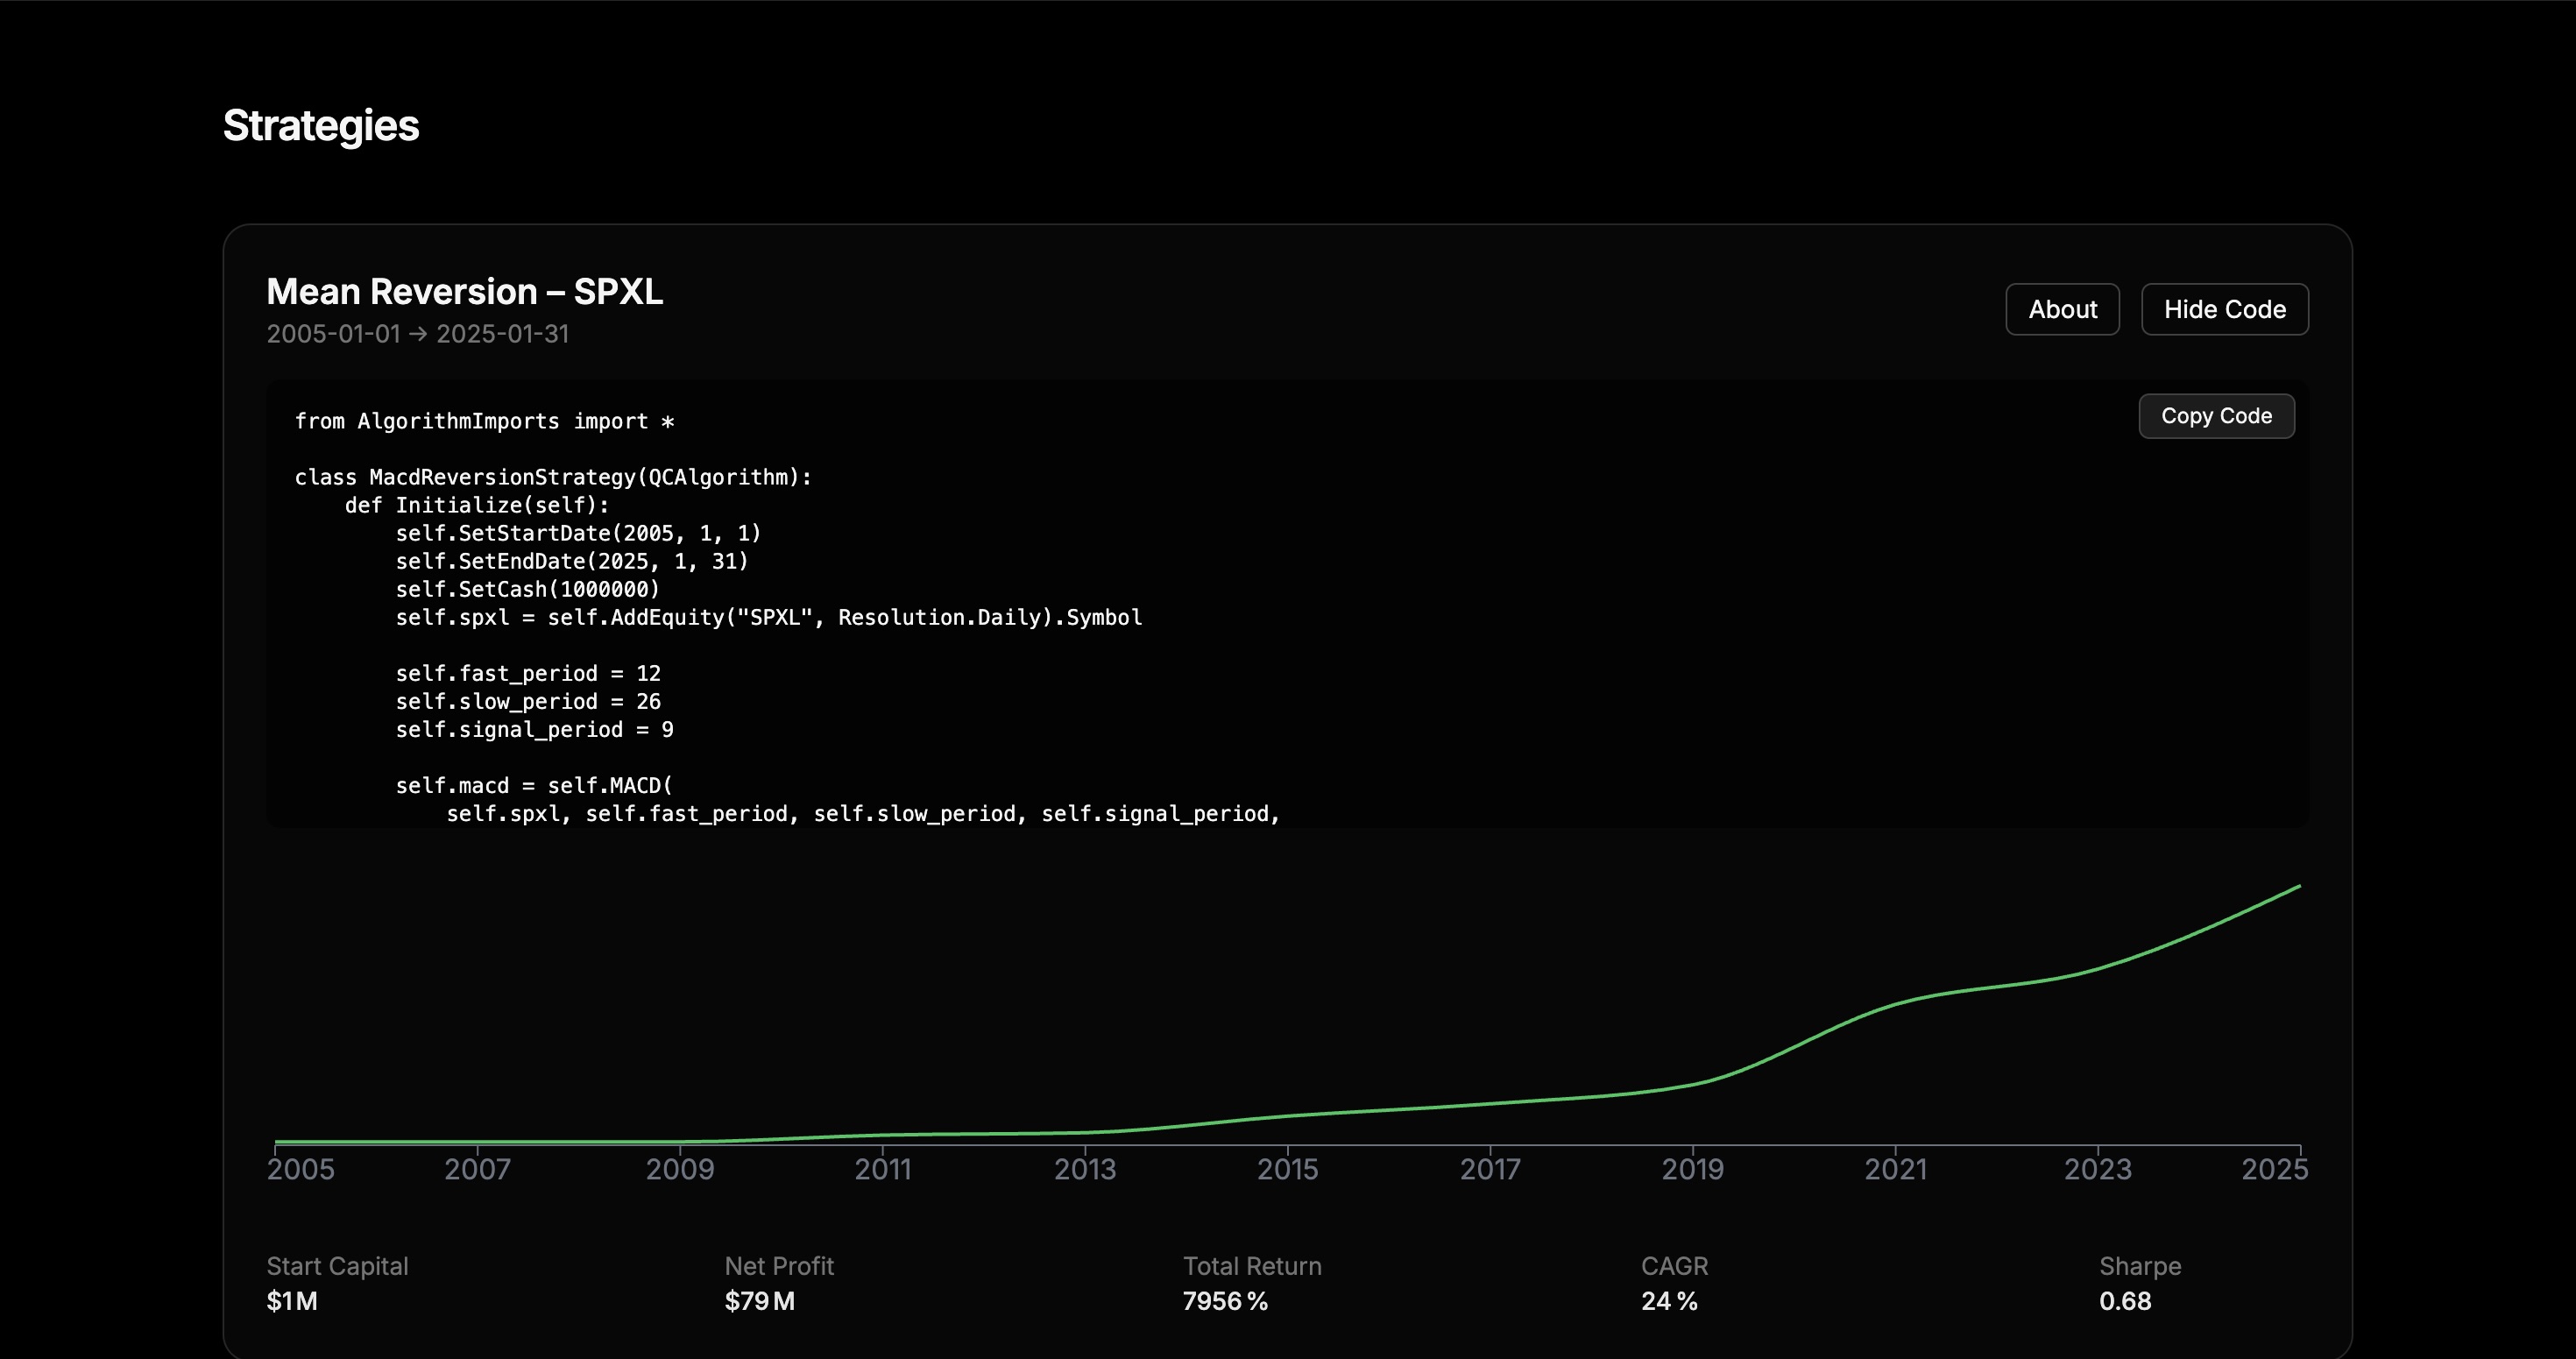 Strategies
Mean Reversion – SPXL
2005-01-01 → 2025-01-31
About
Hide Code
Copy Code
from AlgorithmImports import *
class MacdReversionStrategy(QCAlgorithm):
    def Initialize(self):
        self.SetStartDate(2005, 1, 1)
        self.SetEndDate(2025, 1, 31)
        self.SetCash(1000000)
        self.spxl = self.AddEquity("SPXL", Resolution.Daily).Symbol
        self.fast_period = 12
        self.slow_period = 26
        self.signal_period = 9
        self.macd = self.MACD(
            self.spxl, self.fast_period, self.slow_period, self.signal_period,
2005 2007 2009 2011 2013 2015 2017 2019 2021 2023 2025
Start Capital Net Profit Total Return CAGR Sharpe
$1M $79M 7956% 24% 0.68